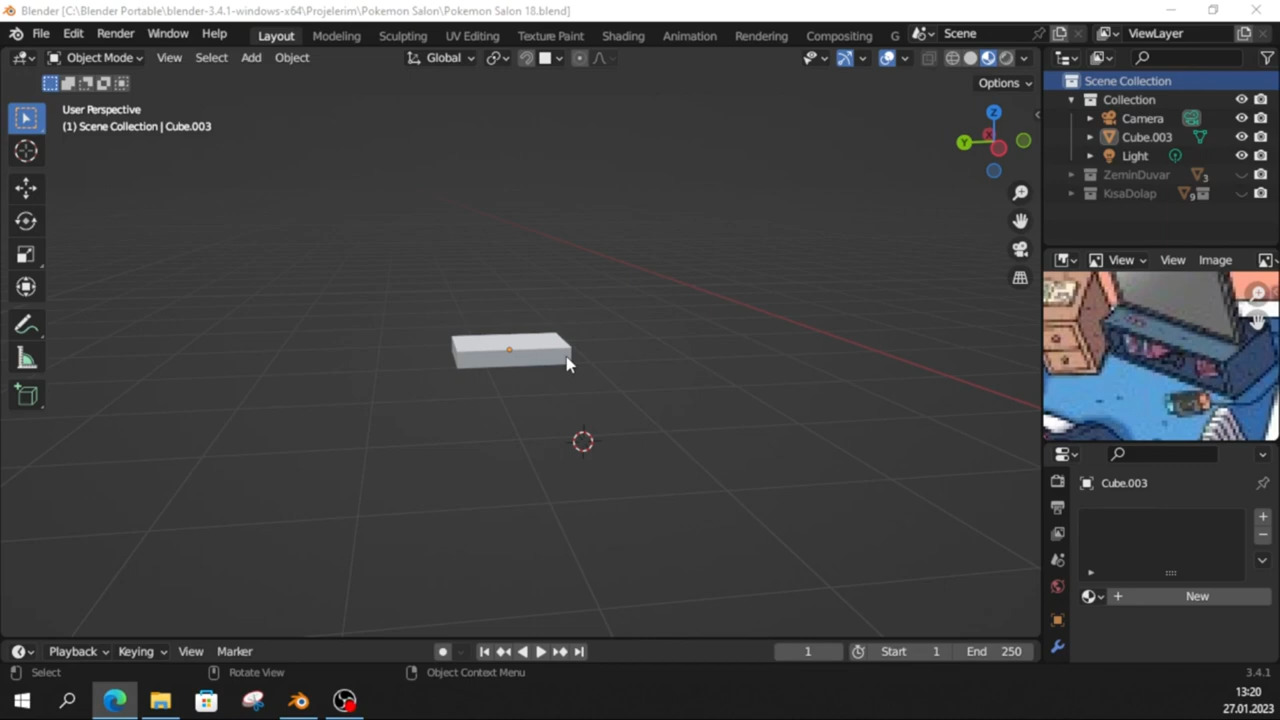 Blender [C:\Blender Portable\blender-3.4.1-windows-x64\Projelerim\Pokemon Salon\Pokemon Salon 18.blend]
File Edit Render Window Help Layout Modeling Sculpting UV Editing Texture Paint Shading Animation Rendering Compositing G Scene ViewLayer
Object Mode View Select Add Object Global
Options
User Perspective
(1) Scene Collection | Cube.003
Z
Y
X
Scene Collection
Collection
Camera
Cube.003
Light
ZeminDuvar 3
KisaDolap 9
View View Image
Cube.003
New
Playback Keying View Marker 1 Start 1 End 250
Select Rotate View Object Context Menu 3.4.1
13:20
27.01.2023